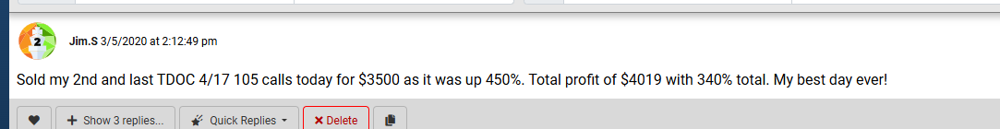 2
Jim.S 3/5/2020 at 2:12:49 pm
Sold my 2nd and last TDOC 4/17 105 calls today for $3500 as it was up 450%. Total profit of $4019 with 340% total. My best day ever!
Show 3 replies... Quick Replies Delete